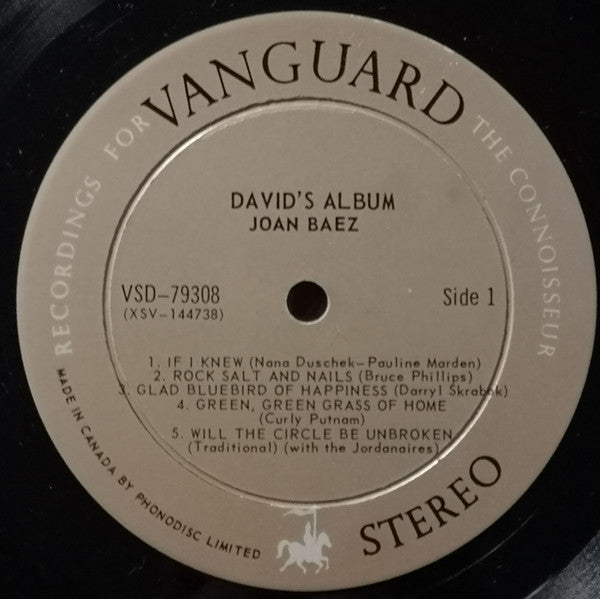 RECORDINGS FOR VANGUARD THE CONNOISSEUR
DAVID'S ALBUM
JOAN BAEZ
VSD-79308
(XSV-144738)
Side 1
1. IF I KNEW (Nana Duschek-Pauline Marden)
2. ROCK SALT AND NAILS (Bruce Phillips)
3. GLAD BLUEBIRD OF HAPPINESS (Darryl Skrabak)
4. GREEN, GREEN GRASS OF HOME
(Curly Putnam)
5. WILL THE CIRCLE BE UNBROKEN
(Traditional) (with the Jordanaires)
MADE IN CANADA BY PHONODISC LIMITED
STEREO